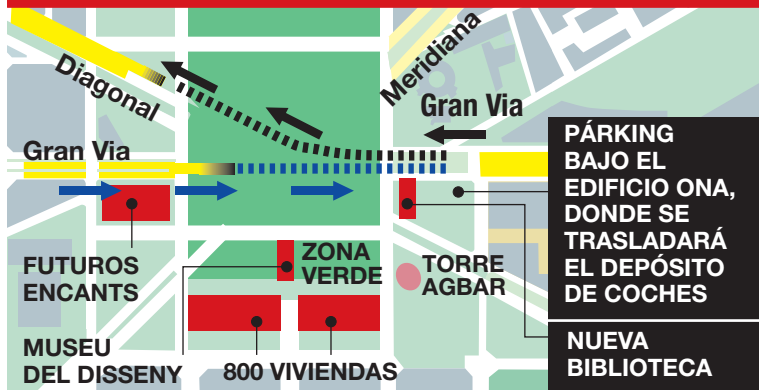 Diagonal
Meridiana
Gran Via
Gran Via
FUTUROS
ENCANTS
MUSEU
DEL DISSENY
800 VIVIENDAS
ZONA
VERDE
TORRE
AGBAR
PÁRKING
BAJO EL
EDIFICIO ONA,
DONDE SE
TRASLADARÁ
EL DEPÓSITO
DE COCHES
NUEVA
BIBLIOTECA